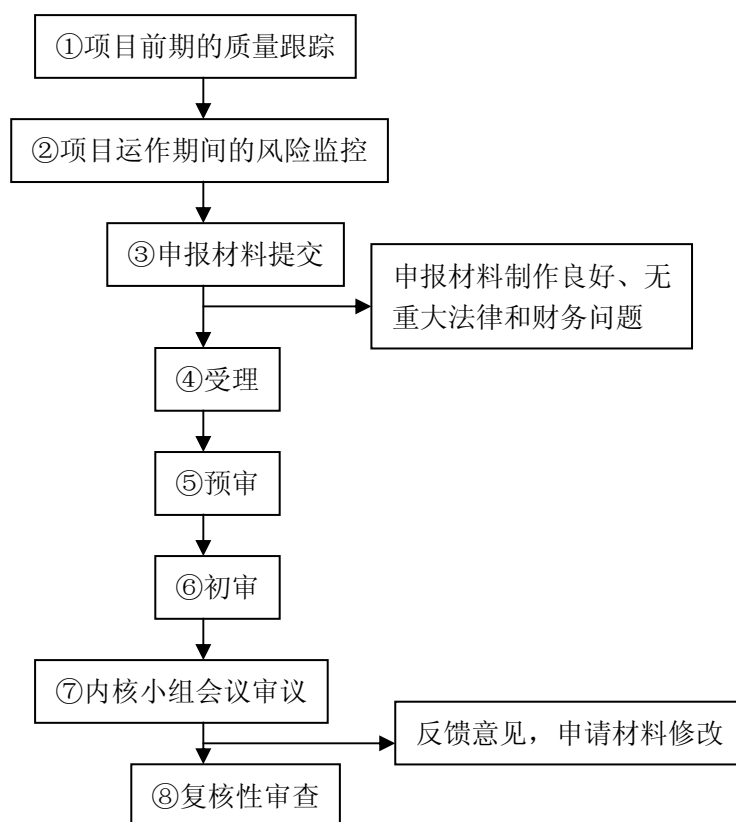 ①项目前期的质量跟踪
②项目运作期间的风险监控
③申报材料提交
申报材料制作良好、无
重大法律和财务问题
④受理
⑤预审
⑥初审
⑦内核小组会议审议
反馈意见，申请材料修改
⑧复核性审查